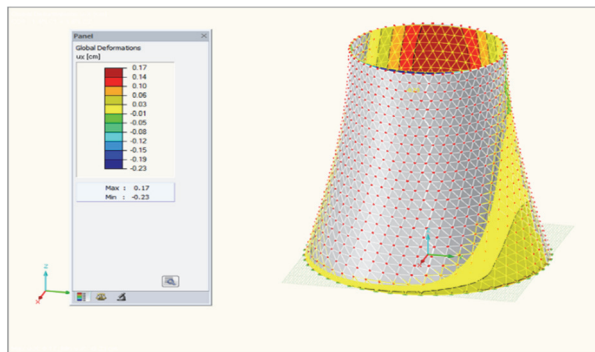 Panel
Global Deformations
ux [cm]
0.17
0.14
0.10
0.06
0.03
-0.01
-0.05
-0.08
-0.12
-0.15
-0.19
-0.23
Max : 0.17
Min : -0.23
Z
X